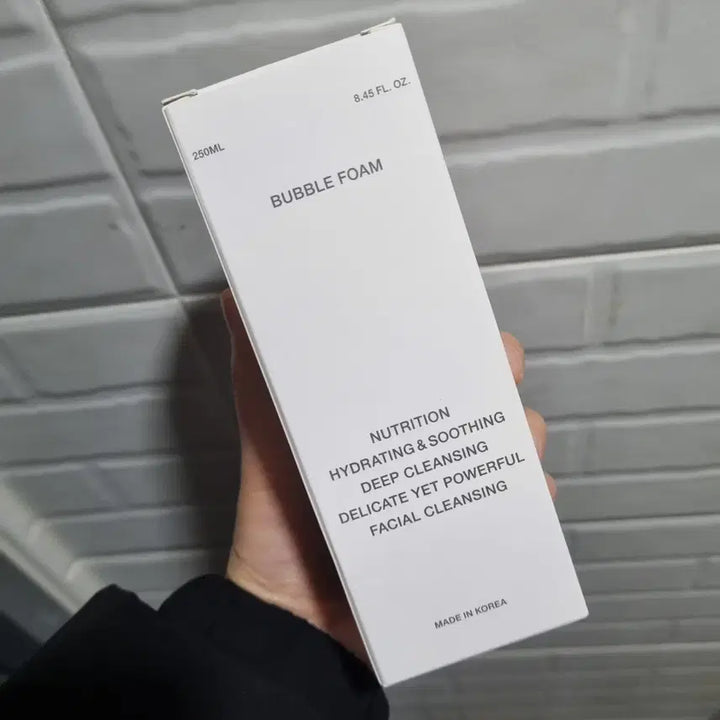 250ML
8.45 FL. OZ.
BUBBLE FOAM
NUTRITION
HYDRATING & SOOTHING
DEEP CLEANSING
DELICATE YET POWERFUL
FACIAL CLEANSING
MADE IN KOREA